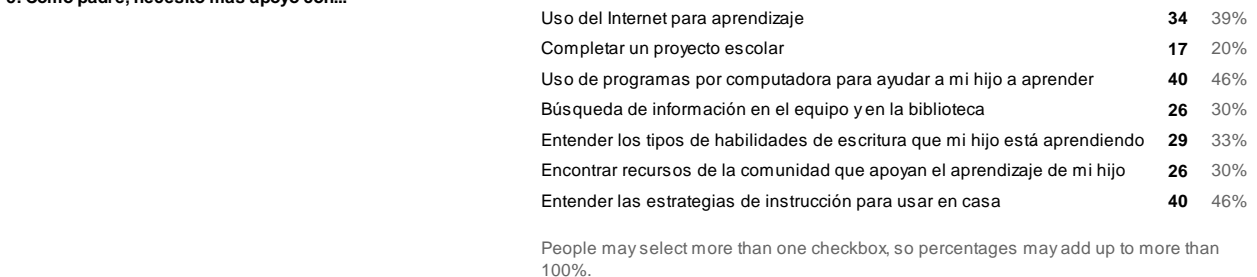 Como padre, necesito más apoyo con...
Uso del Internet para aprendizaje 34 39%
Completar un proyecto escolar 17 20%
Uso de programas por computadora para ayudar a mi hijo a aprender 40 46%
Búsqueda de información en el equipo y en la biblioteca 26 30%
Entender los tipos de habilidades de escritura que mi hijo está aprendiendo 29 33%
Encontrar recursos de la comunidad que apoyan el aprendizaje de mi hijo 26 30%
Entender las estrategias de instrucción para usar en casa 40 46%
People may select more than one checkbox, so percentages may add up to more than
100%.